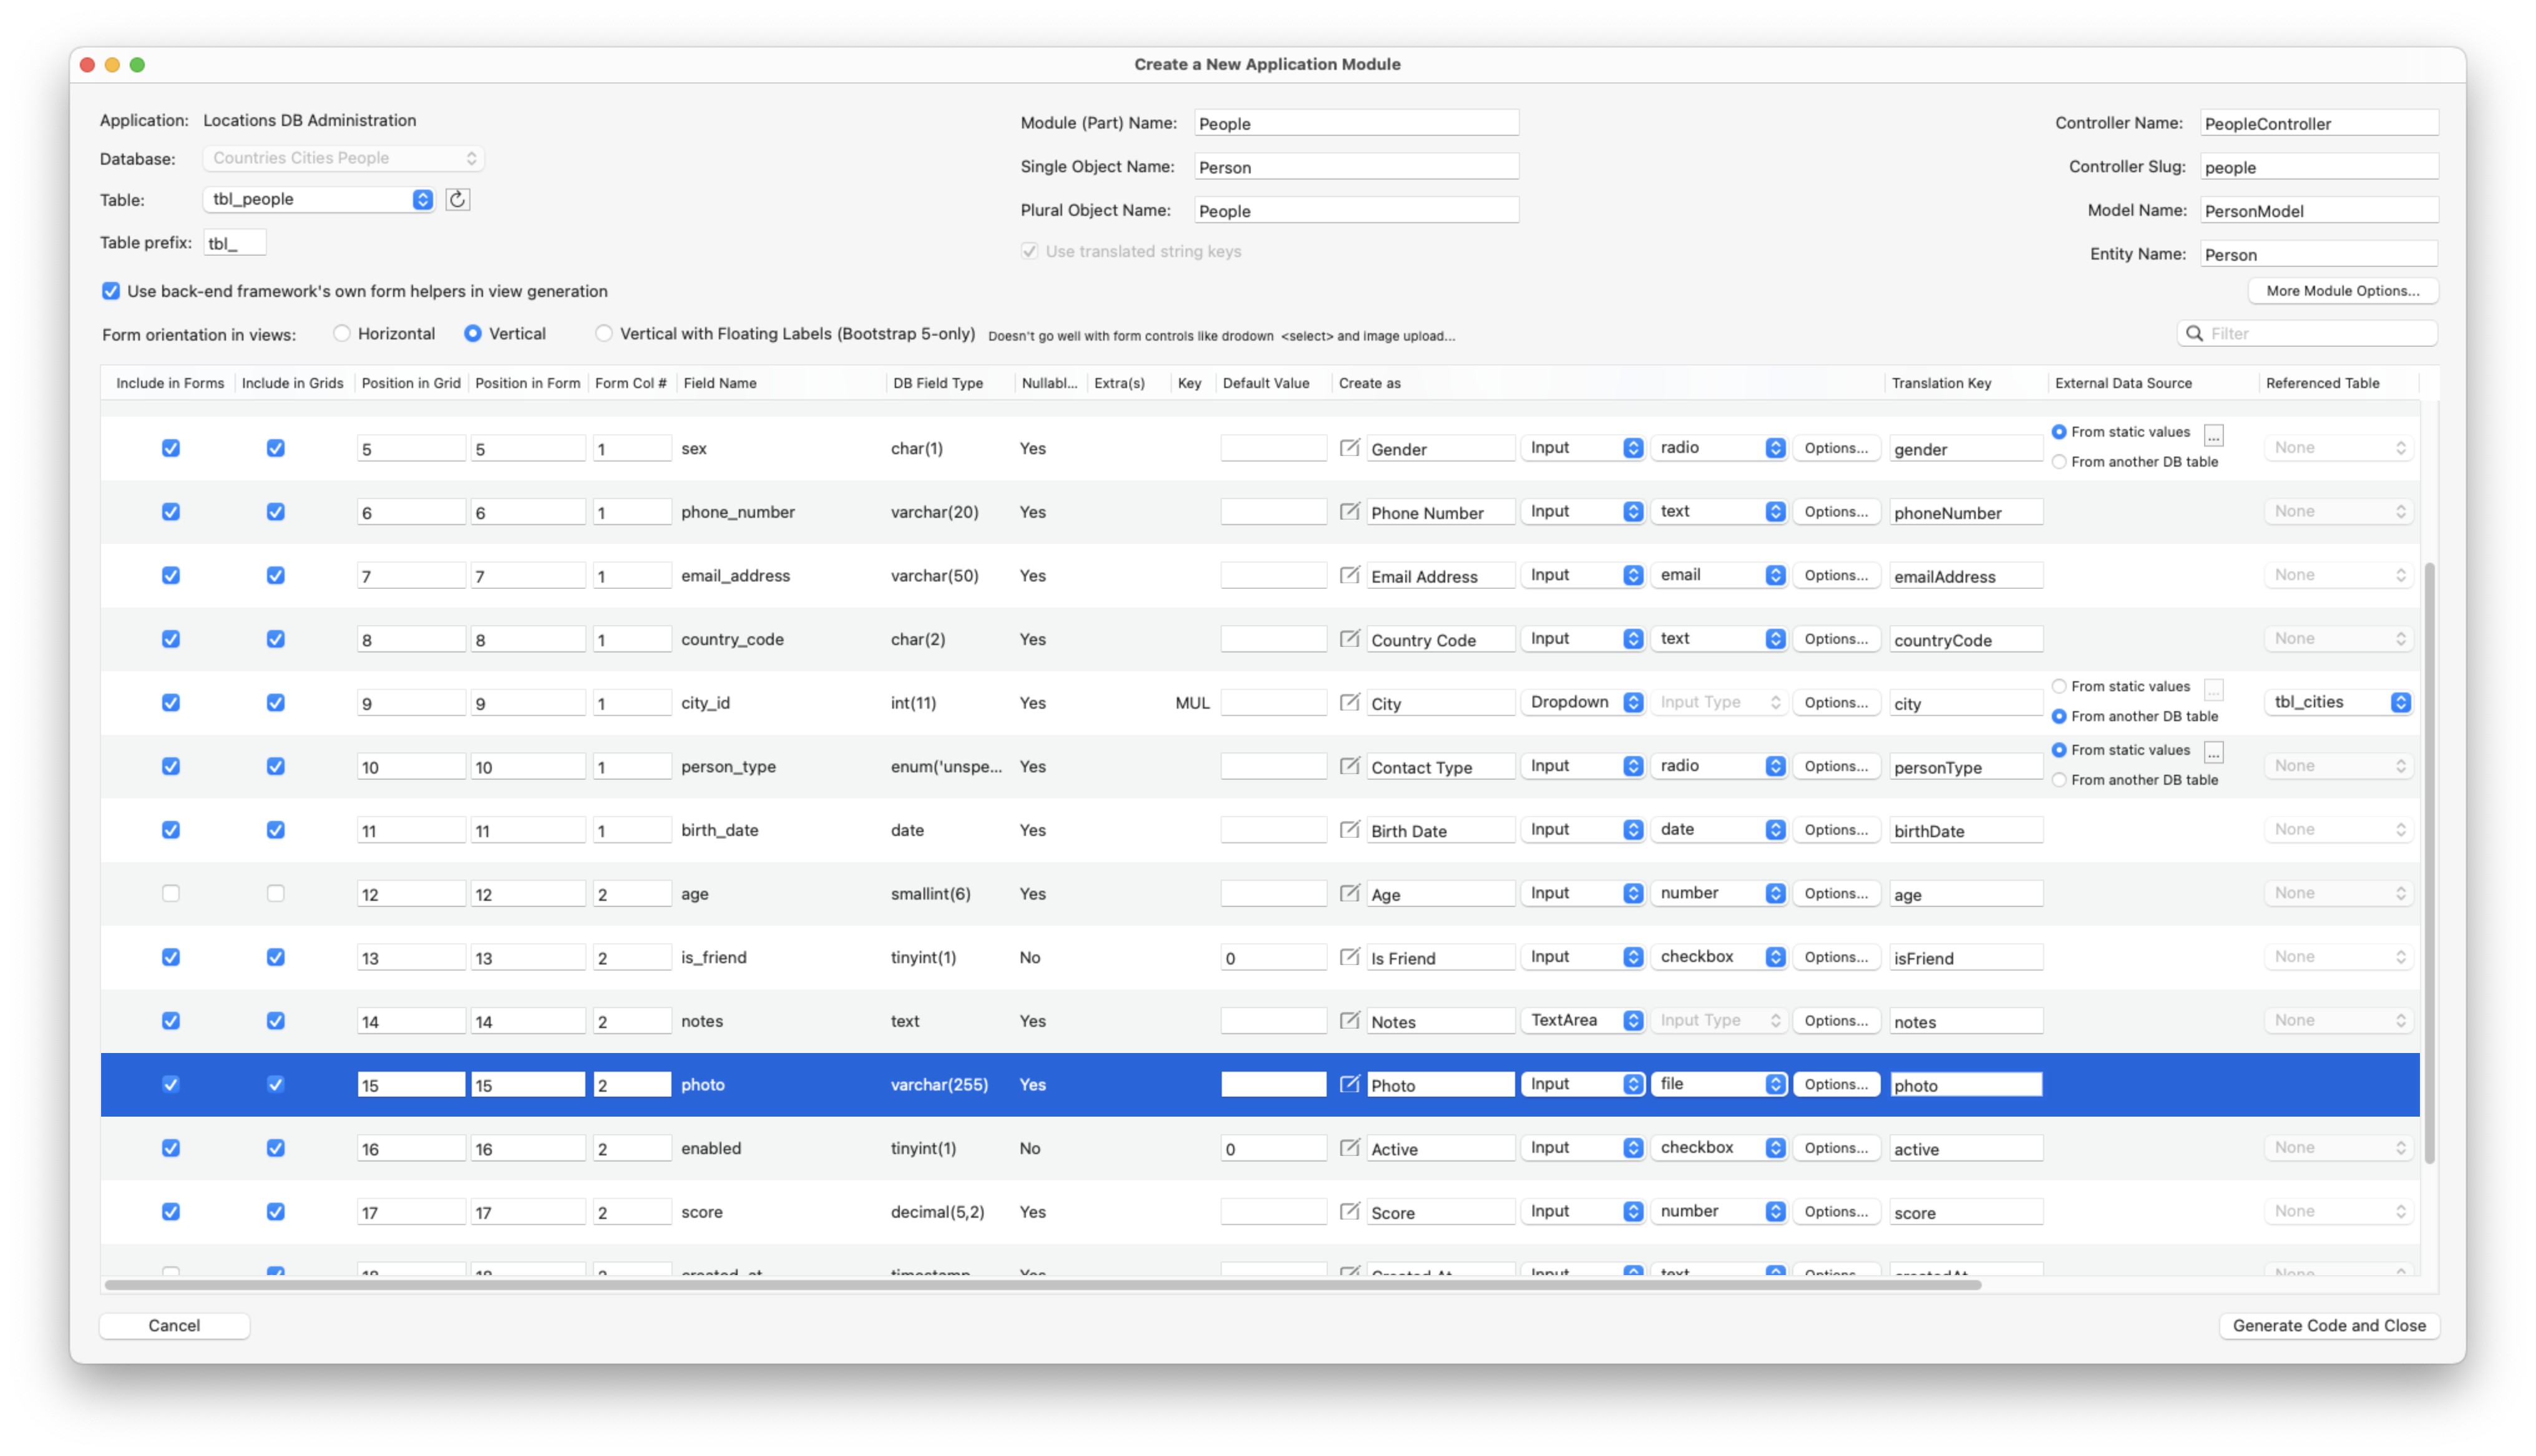 Create a New Application Module
Application: Locations DB Administration
Database: Countries Cities People
Table: tbl_people
Table prefix: tbl_
Module (Part) Name: People
Single Object Name: Person
Plural Object Name: People
Use translated string keys
Controller Name: PeopleController
Controller Slug: people
Model Name: PersonModel
Entity Name: Person
Use back-end framework's own form helpers in view generation
More Module Options...
Form orientation in views: Horizontal Vertical Vertical with Floating Labels (Bootstrap 5-only) Doesn't go well with form controls like drodown <select> and image upload...
Filter
Include in Forms Include in Grids Position in Grid Position in Form Form Col # Field Name DB Field Type Nullabl... Extra(s) Key Default Value Create as Translation Key External Data Source Referenced Table
5 5 1 sex char(1) Yes Gender Input radio Options... gender From static values ... From another DB table None
6 6 1 phone_number varchar(20) Yes Phone Number Input text Options... phoneNumber None
7 7 1 email_address varchar(50) Yes Email Address Input email Options... emailAddress None
8 8 1 country_code char(2) Yes Country Code Input text Options... countryCode None
9 9 1 city_id int(11) Yes MUL City Dropdown Input Type Options... city From static values ... From another DB table tbl_cities
10 10 1 person_type enum('unspe... Yes Contact Type Input radio Options... personType From static values ... From another DB table None
11 11 1 birth_date date Yes Birth Date Input date Options... birthDate None
12 12 2 age smallint(6) Yes Age Input number Options... age None
13 13 2 is_friend tinyint(1) No 0 Is Friend Input checkbox Options... isFriend None
14 14 2 notes text Yes Notes TextArea Input Type Options... notes None
15 15 2 photo varchar(255) Yes Photo Input file Options... photo
16 16 2 enabled tinyint(1) No 0 Active Input checkbox Options... active None
17 17 2 score decimal(5,2) Yes Score Input number Options... score None
18 18 2 created_at timestamp Yes Created At Input text Options... createdAt None
Cancel
Generate Code and Close